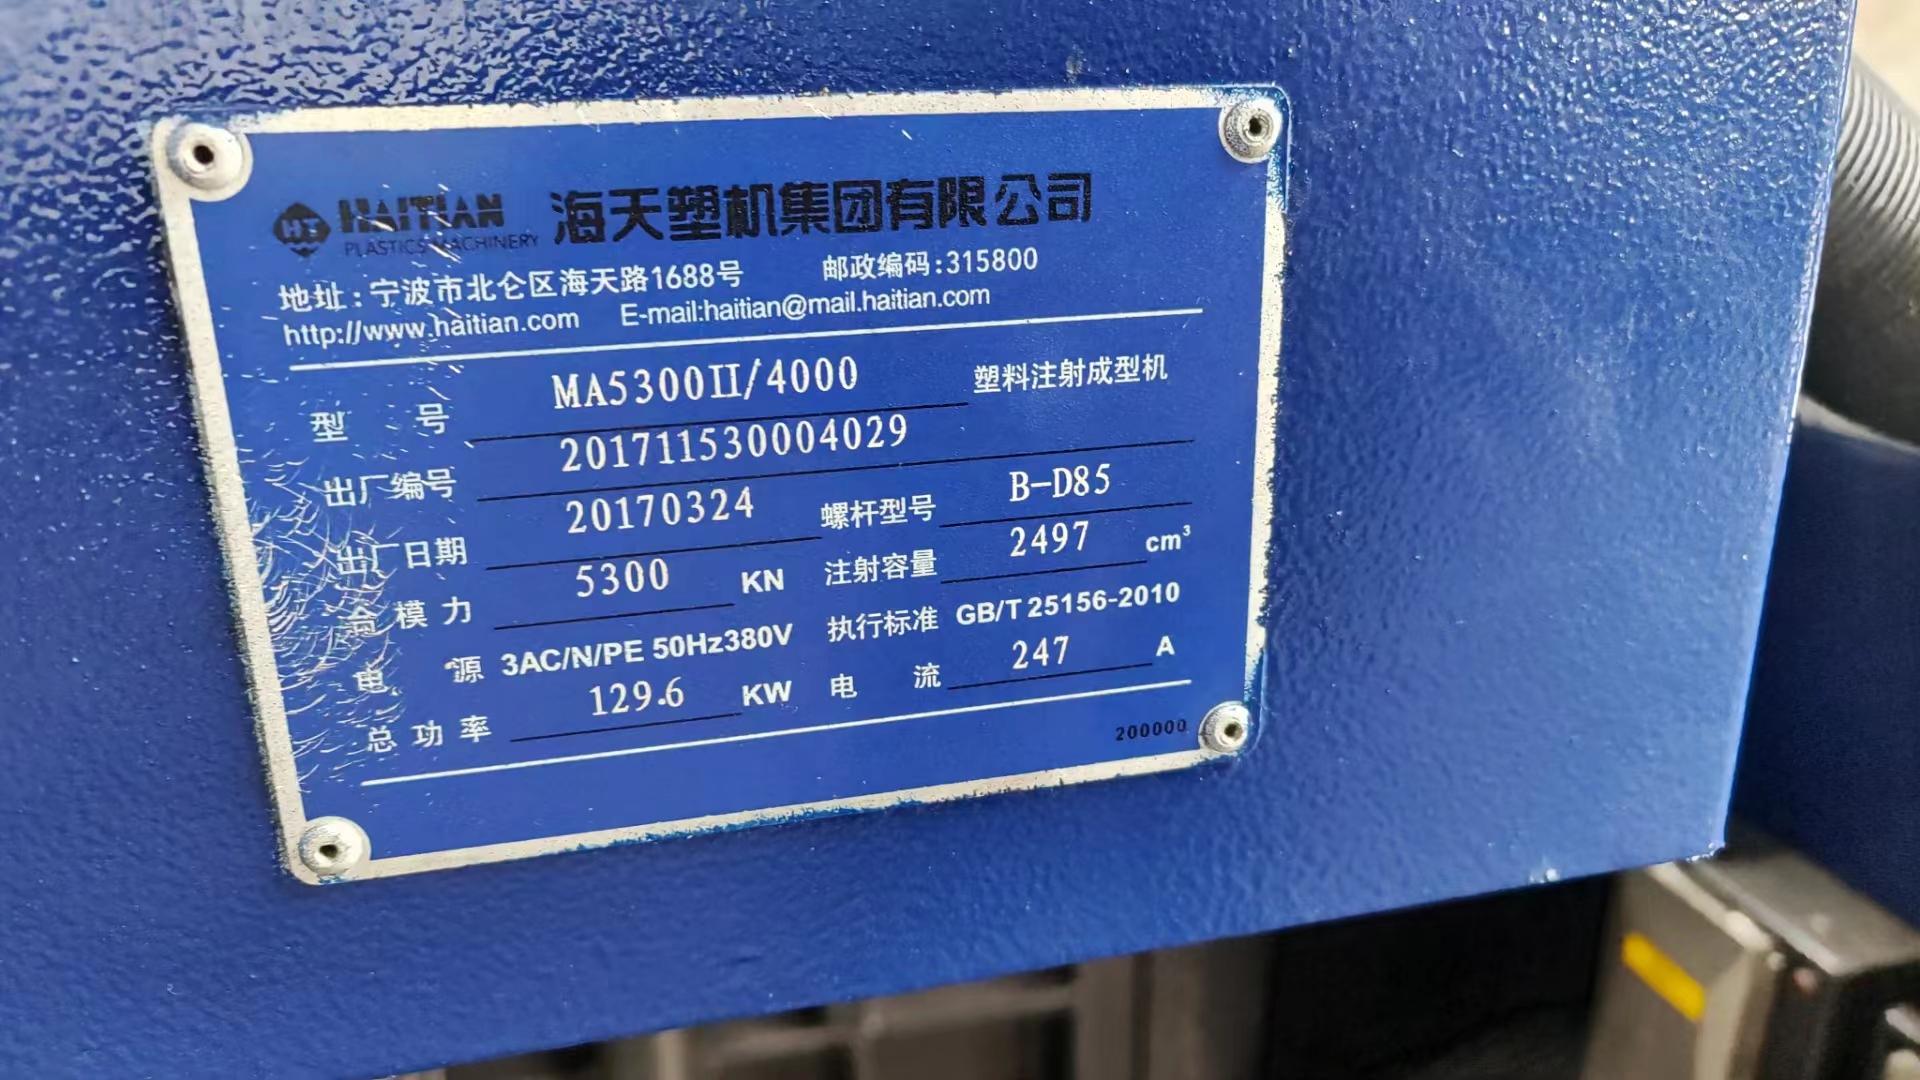 HT HAITIAN PLASTICS MACHINERY 海天塑机集团有限公司
地址:宁波市北仑区海天路1688号 邮政编码:315800
http://www.haitian.com E-mail:haitian@mail.haitian.com
型 号 MA5300II/4000 塑料注射成型机
出厂编号 201711530004029
出厂日期 20170324 螺杆型号 B-D85
合模力 5300 KN 注射容量 2497 cm³
电 源 3AC/N/PE 50Hz380V 执行标准 GB/T 25156-2010
总功率 129.6 KW 电 流 247 A
200000